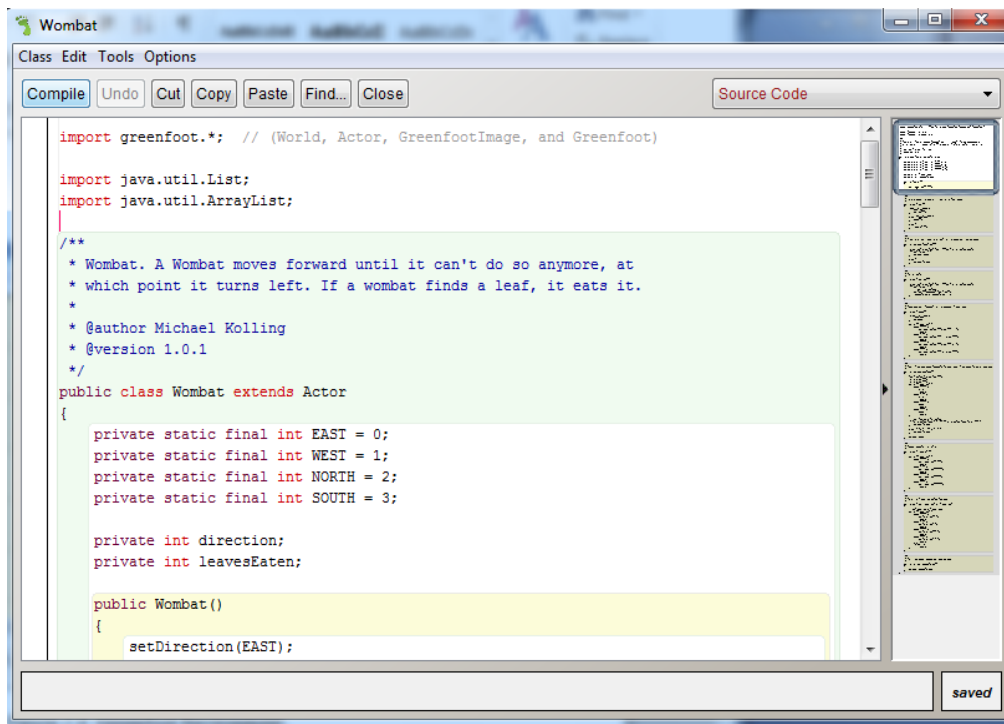 Wombat
Class Edit Tools Options
Compile Undo Cut Copy Paste Find... Close Source Code
import greenfoot.*;  // (World, Actor, GreenfootImage, and Greenfoot)
import java.util.List;
import java.util.ArrayList;
/**
 * Wombat. A Wombat moves forward until it can't do so anymore, at
 * which point it turns left. If a wombat finds a leaf, it eats it.
 *
 * @author Michael Kolling
 * @version 1.0.1
 */
public class Wombat extends Actor
{
    private static final int EAST = 0;
    private static final int WEST = 1;
    private static final int NORTH = 2;
    private static final int SOUTH = 3;
    private int direction;
    private int leavesEaten;
    public Wombat()
    {
        setDirection(EAST);
saved